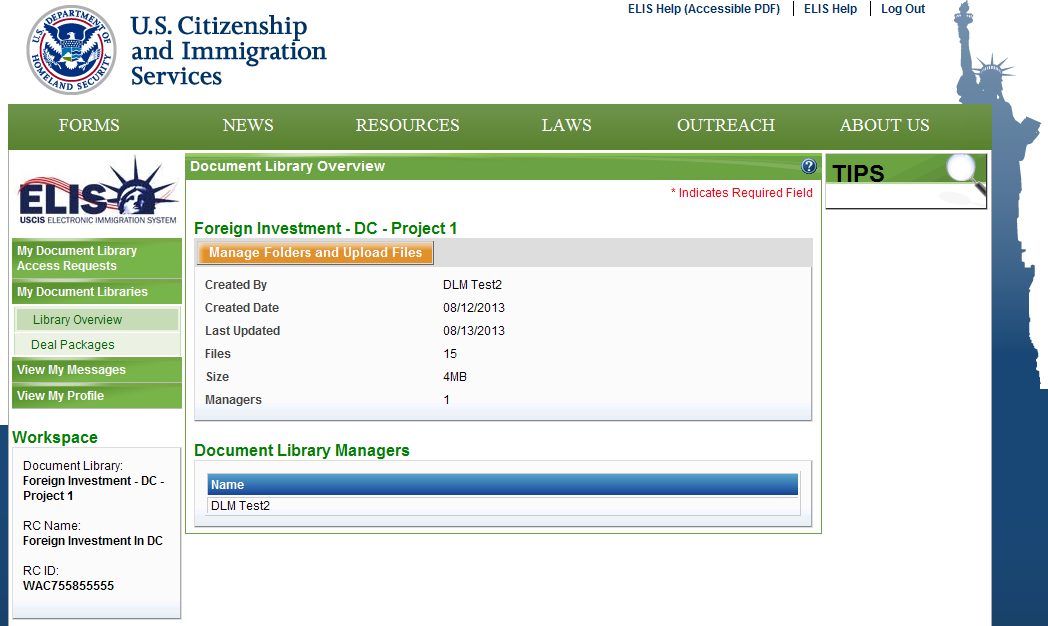 ELIS Help (Accessible PDF) | ELIS Help | Log Out
U.S. DEPARTMENT OF HOMELAND SECURITY
U.S. Citizenship
and Immigration
Services
FORMS NEWS RESOURCES LAWS OUTREACH ABOUT US
ELIS
USCIS ELECTRONIC IMMIGRATION SYSTEM
My Document Library
Access Requests
My Document Libraries
Library Overview
Deal Packages
View My Messages
View My Profile
Workspace
Document Library:
Foreign Investment - DC -
Project 1
RC Name:
Foreign Investment In DC
RC ID:
WAC755855555
Document Library Overview ?
* Indicates Required Field
Foreign Investment - DC - Project 1
Manage Folders and Upload Files
Created By DLM Test2
Created Date 08/12/2013
Last Updated 08/13/2013
Files 15
Size 4MB
Managers 1
Document Library Managers
Name
DLM Test2
TIPS